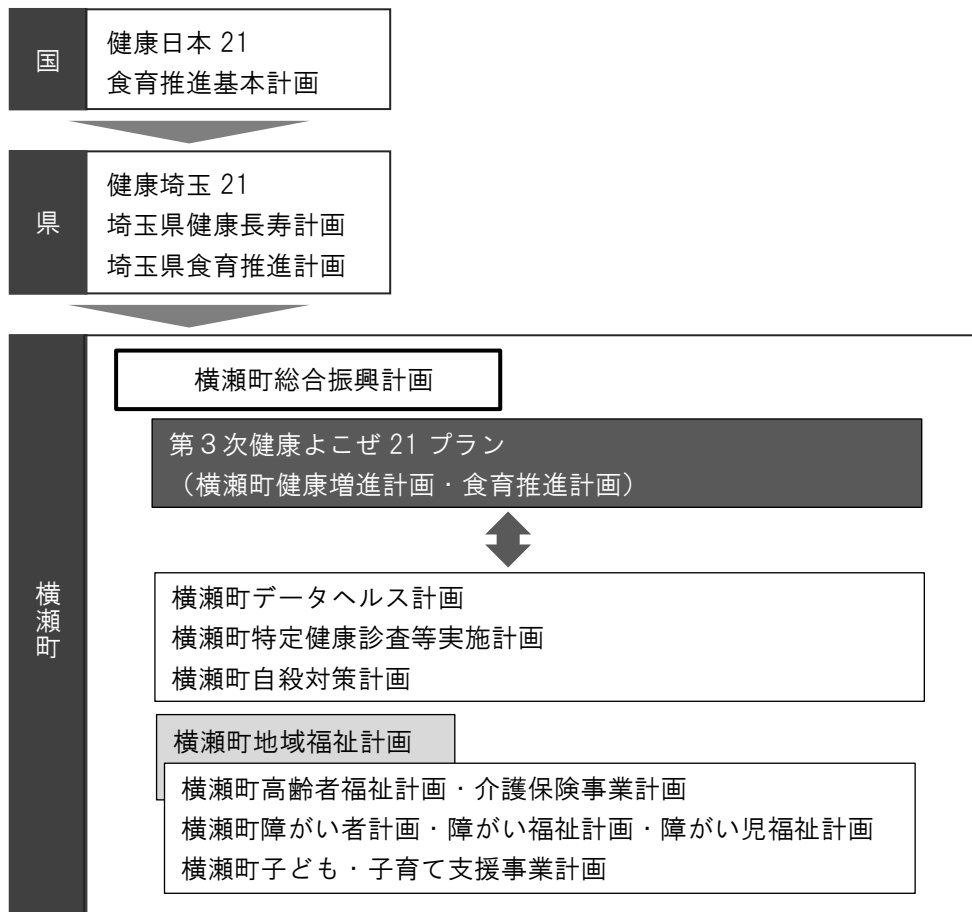 国
健康日本 21
食育推進基本計画
県
健康埼玉 21
埼玉県健康長寿計画
埼玉県食育推進計画
横瀬町
横瀬町総合振興計画
第３次健康よこぜ 21 プラン
（横瀬町健康増進計画・食育推進計画）
横瀬町データヘルス計画
横瀬町特定健康診査等実施計画
横瀬町自殺対策計画
横瀬町地域福祉計画
横瀬町高齢者福祉計画・介護保険事業計画
横瀬町障がい者計画・障がい福祉計画・障がい児福祉計画
横瀬町子ども・子育て支援事業計画